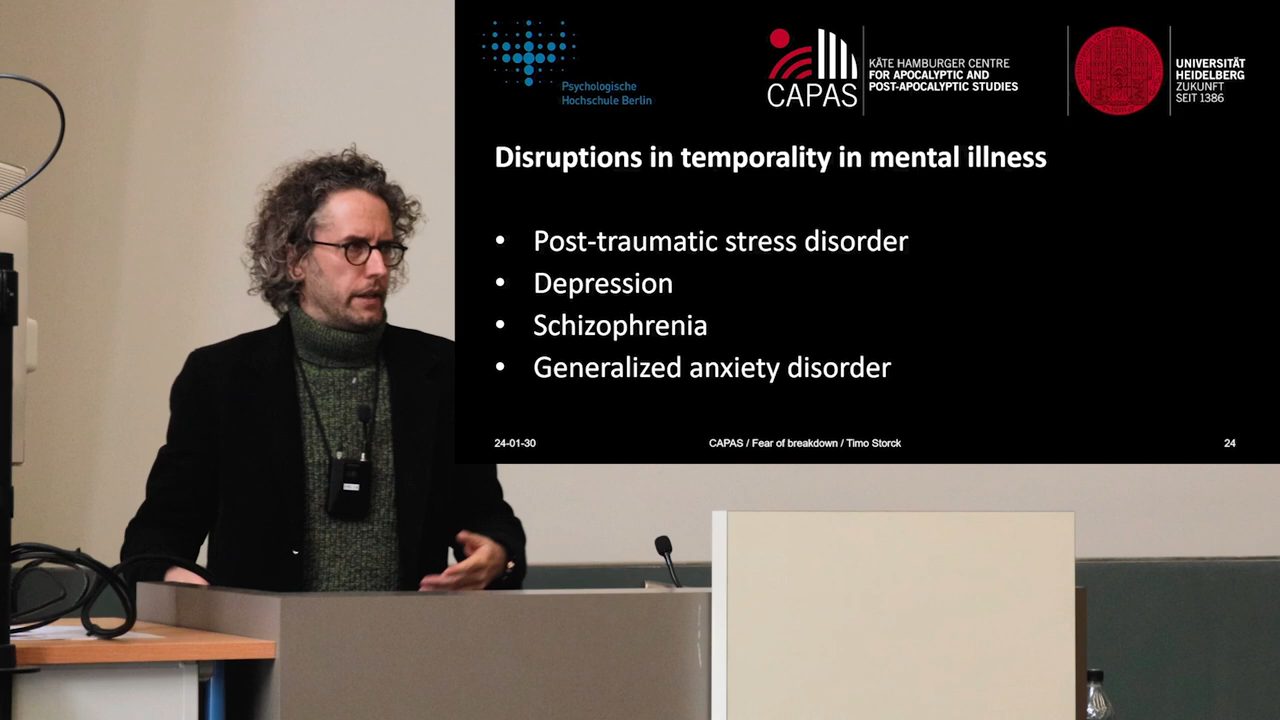 Psychologische
Hochschule Berlin
CAPAS
KÄTE HAMBURGER CENTRE
FOR APOCALYPTIC AND
POST-APOCALYPTIC STUDIES
UNIVERSITÄT
HEIDELBERG
ZUKUNFT
SEIT 1386
Disruptions in temporality in mental illness
• Post-traumatic stress disorder
• Depression
• Schizophrenia
• Generalized anxiety disorder
24-01-30
CAPAS / Fear of breakdown / Timo Storck
24